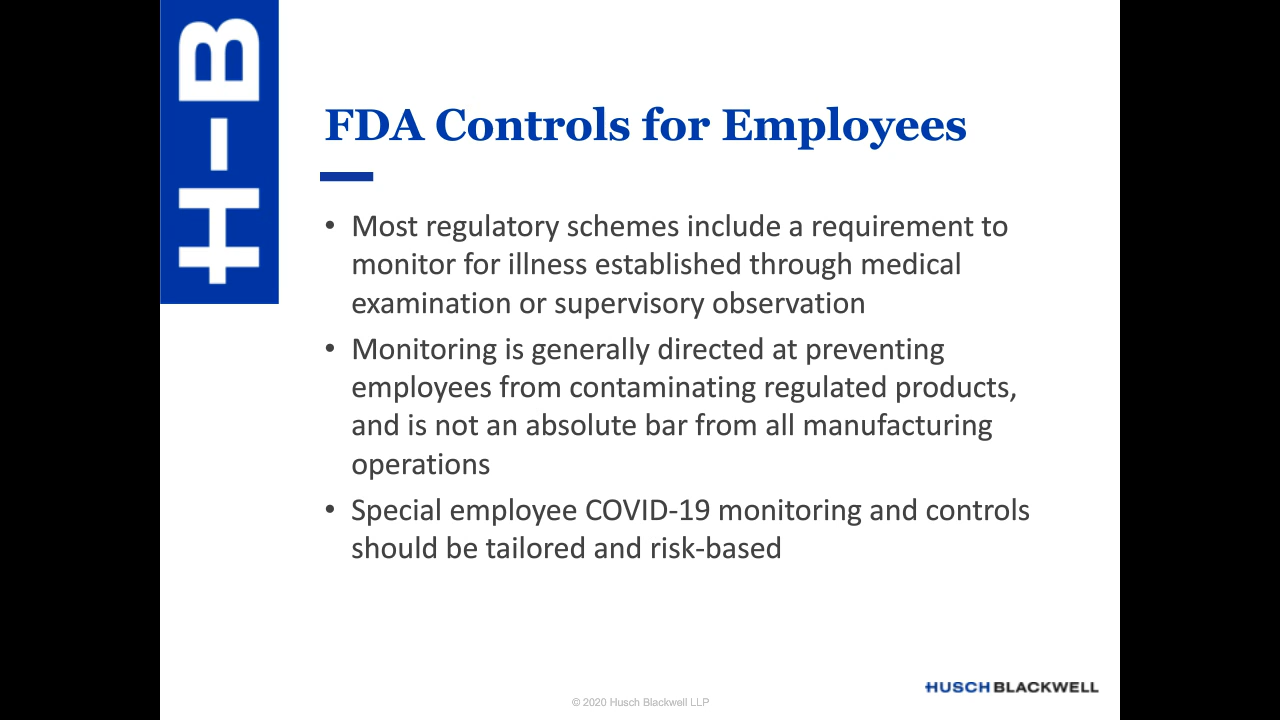 H-B
FDA Controls for Employees
• Most regulatory schemes include a requirement to
monitor for illness established through medical
examination or supervisory observation
• Monitoring is generally directed at preventing
employees from contaminating regulated products,
and is not an absolute bar from all manufacturing
operations
• Special employee COVID-19 monitoring and controls
should be tailored and risk-based
HUSCH BLACKWELL
© 2020 Husch Blackwell LLP